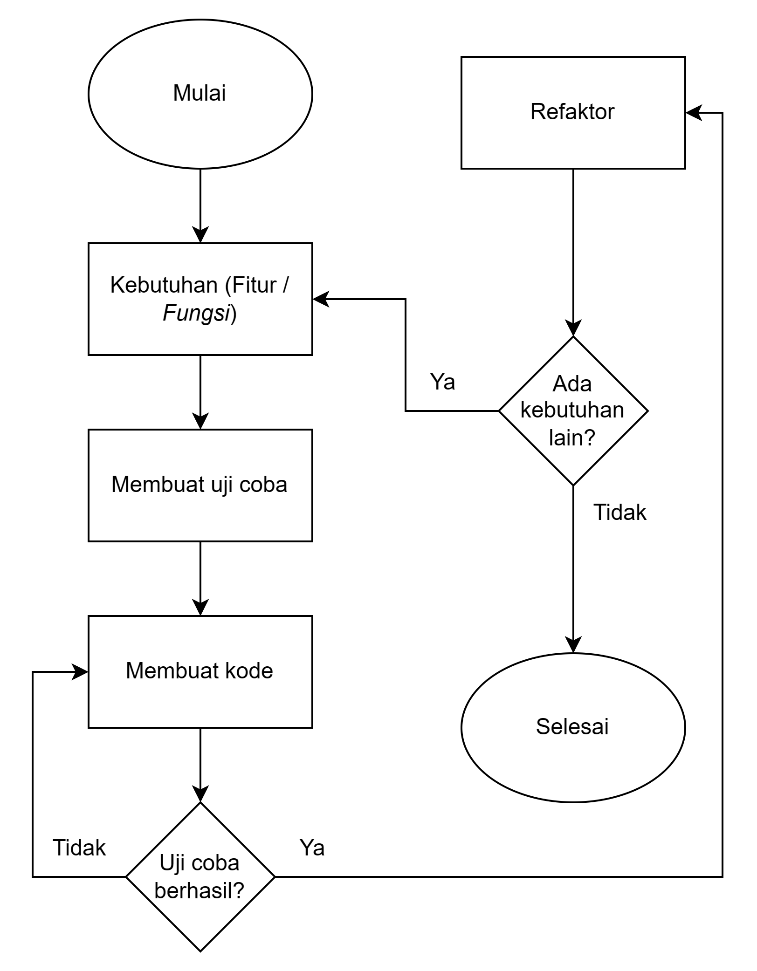 Mulai
Kebutuhan (Fitur /
Fungsi)
Membuat uji coba
Membuat kode
Uji coba
berhasil?
Tidak
Ya
Refaktor
Ada
kebutuhan
lain?
Ya
Tidak
Selesai